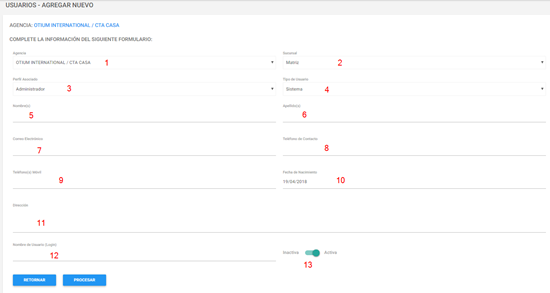 USUARIOS - AGREGAR NUEVO
AGENCIA: OTIUM INTERNATIONAL / CTA CASA
COMPLETE LA INFORMACIÓN DEL SIGUIENTE FORMULARIO:
Agencia
Sucursal
OTIUM INTERNATIONAL / CTA CASA 1
Matriz 2
Perfil Asociado
Tipo de Usuario
Administrador 3
Sistema 4
Nombre(s)
Apellido(s)
5
6
Correo Electrónico
Teléfono de Contacto
7
8
Teléfono(s) Móvil
Fecha de Nacimiento
9
19/04/2018 10
Dirección
11
Nombre de Usuario (Login)
12
Inactiva Activa
13
RETORNAR PROCESAR